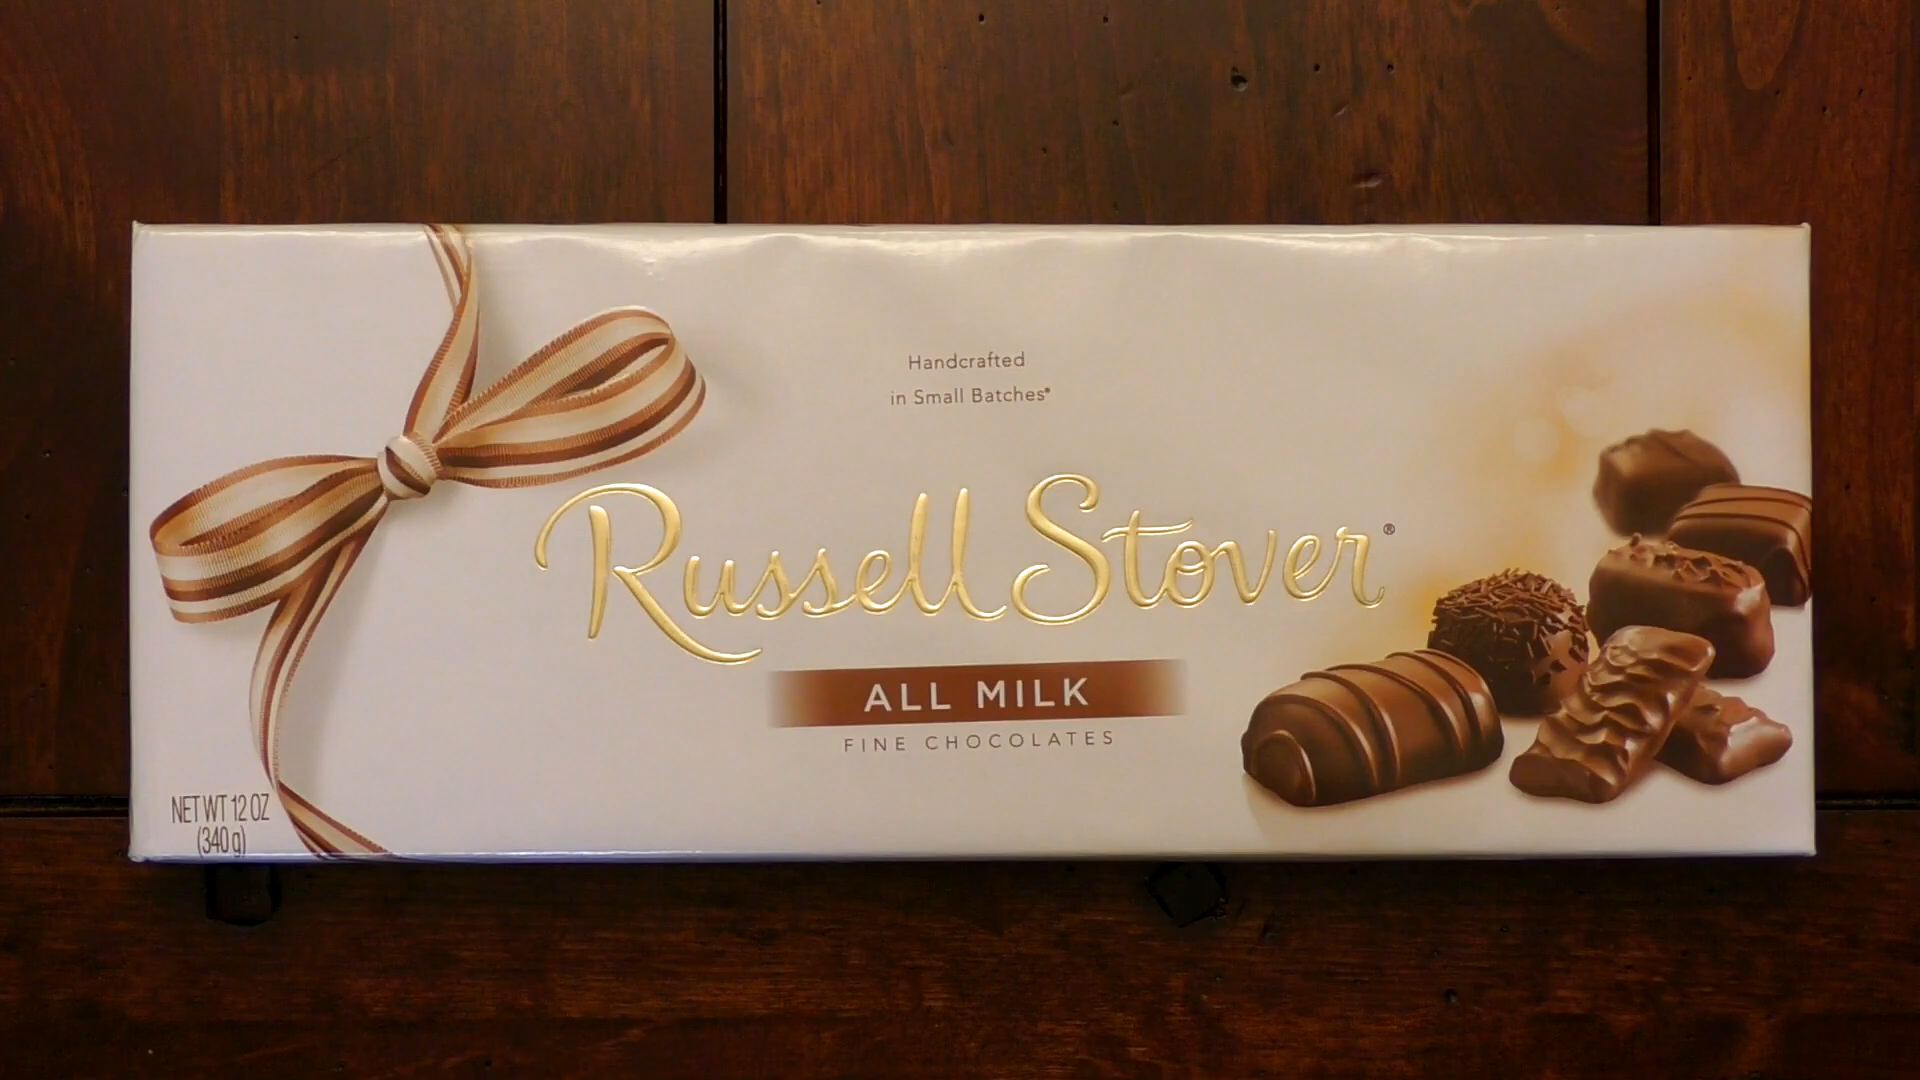 Handcrafted
in Small Batches®
Russell Stover®
ALL MILK
FINE CHOCOLATES
NET WT 12 OZ
(340 g)